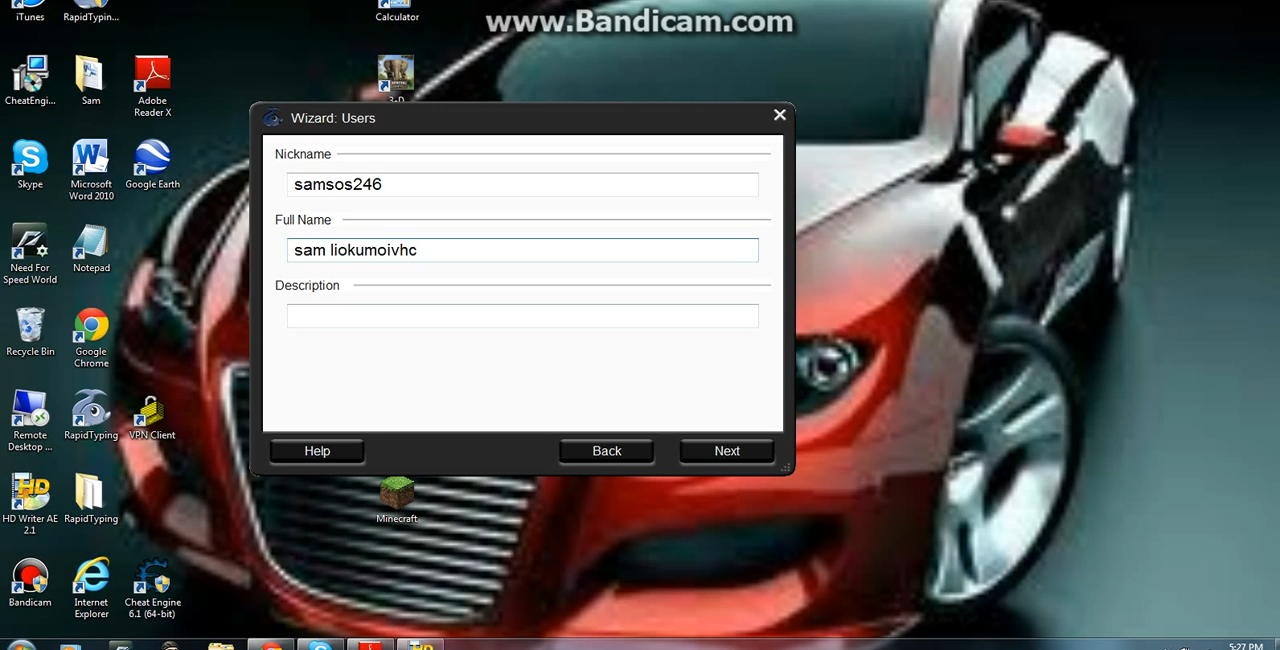 www.Bandicam.com
iTunes
RapidTyping...
Calculator
CheatEngi...
Sam
Adobe
Reader X
Wizard: Users
Nickname
samsos246
Full Name
sam liokumoivhc
Description
Help
Back
Next
Skype
Microsoft
Word 2010
Google Earth
Need For
Speed World
Notepad
Recycle Bin
Google
Chrome
Remote
Desktop ...
RapidTyping
VPN Client
HD Writer AE
2.1
RapidTyping
Minecraft
Bandicam
Internet
Explorer
Cheat Engine
6.1 (64-bit)
5:27 PM